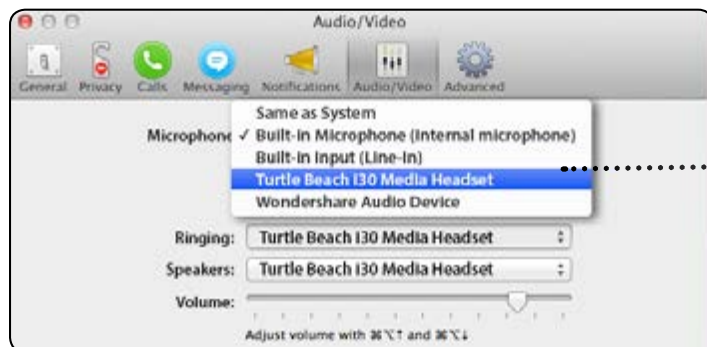 Audio/Video
General Privacy Calls Messaging Notifications Audio/Video Advanced
Same as System
Microphone ✓ Built-in Microphone (Internal microphone)
Built-in Input (Line-In)
Turtle Beach I30 Media Headset
Wondershare Audio Device
Ringing: Turtle Beach I30 Media Headset
Speakers: Turtle Beach I30 Media Headset
Volume:
Adjust volume with ⌘⌥↑ and ⌘⌥↓